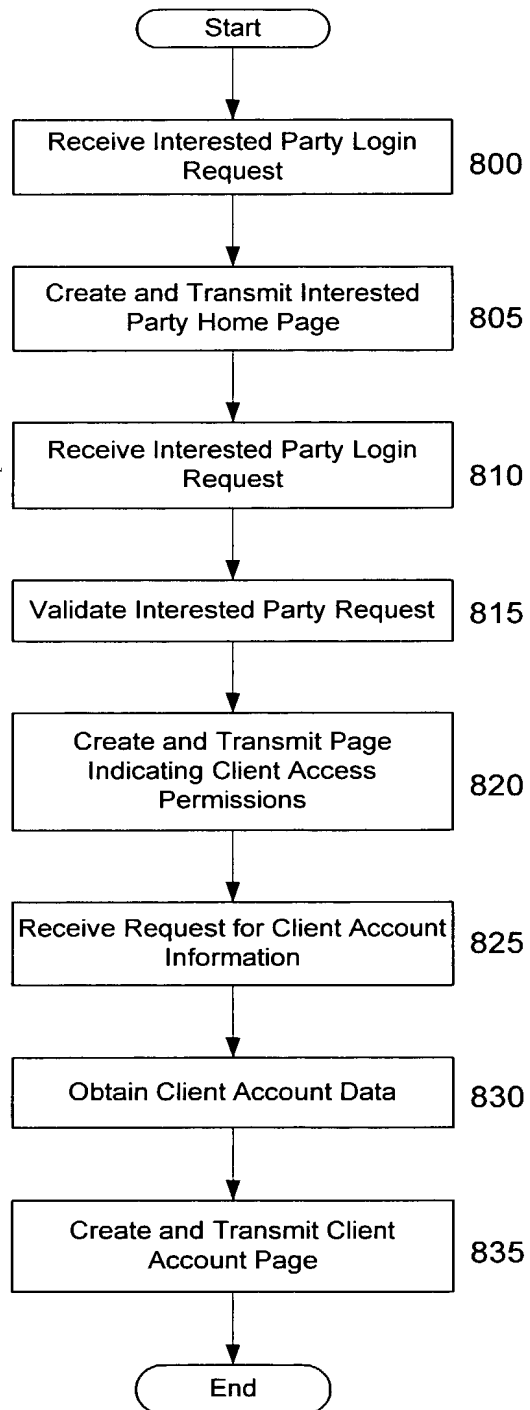 Start
Receive Interested Party Login
Request
800
Create and Transmit Interested
Party Home Page
805
Receive Interested Party Login
Request
810
Validate Interested Party Request
815
Create and Transmit Page
Indicating Client Access
Permissions
820
Receive Request for Client Account
Information
825
Obtain Client Account Data
830
Create and Transmit Client
Account Page
835
End